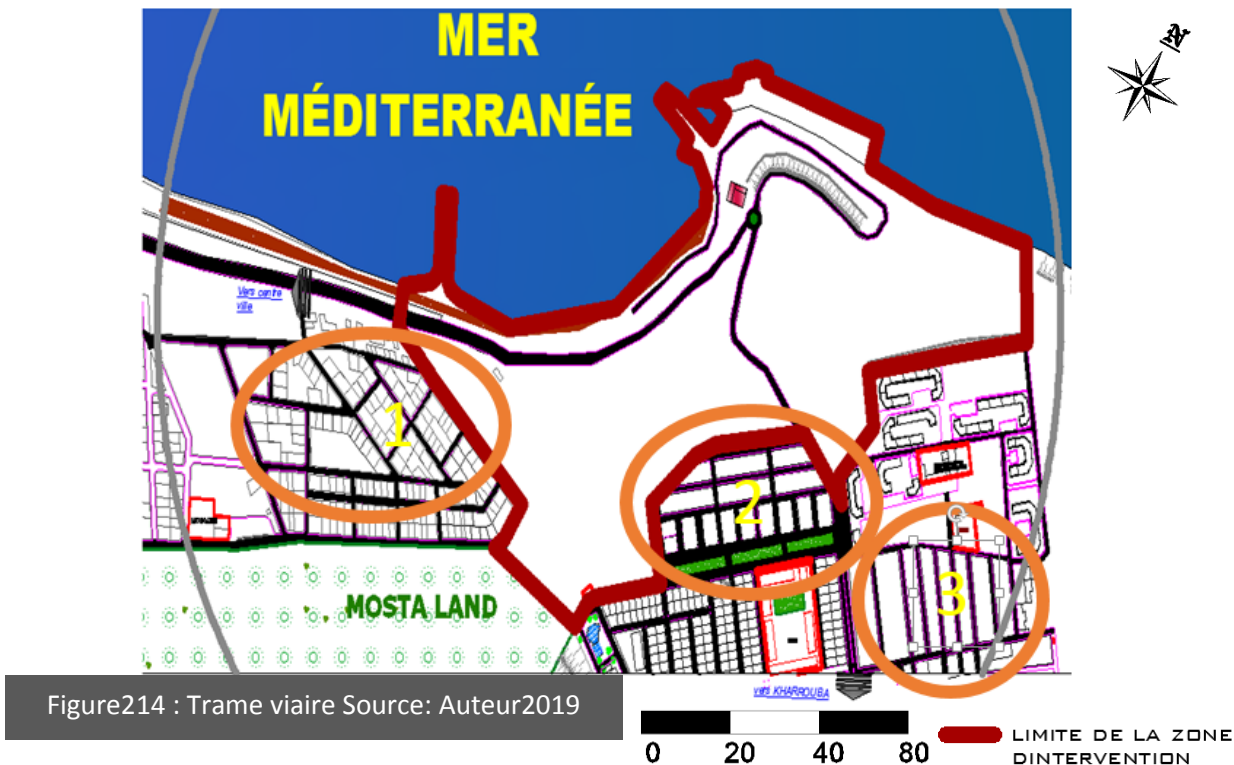 MER
MÉDITERRANÉE
N
Vers centre
ville
1
2
3
MOSTA LAND
vers KHARROUBA
Figure214 : Trame viaire Source: Auteur2019
0 20 40 80
LIMITE DE LA ZONE
DINTERVENTION